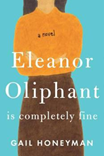 a novel
Eleanor
Oliphant
is completely fine
GAIL HONEYMAN